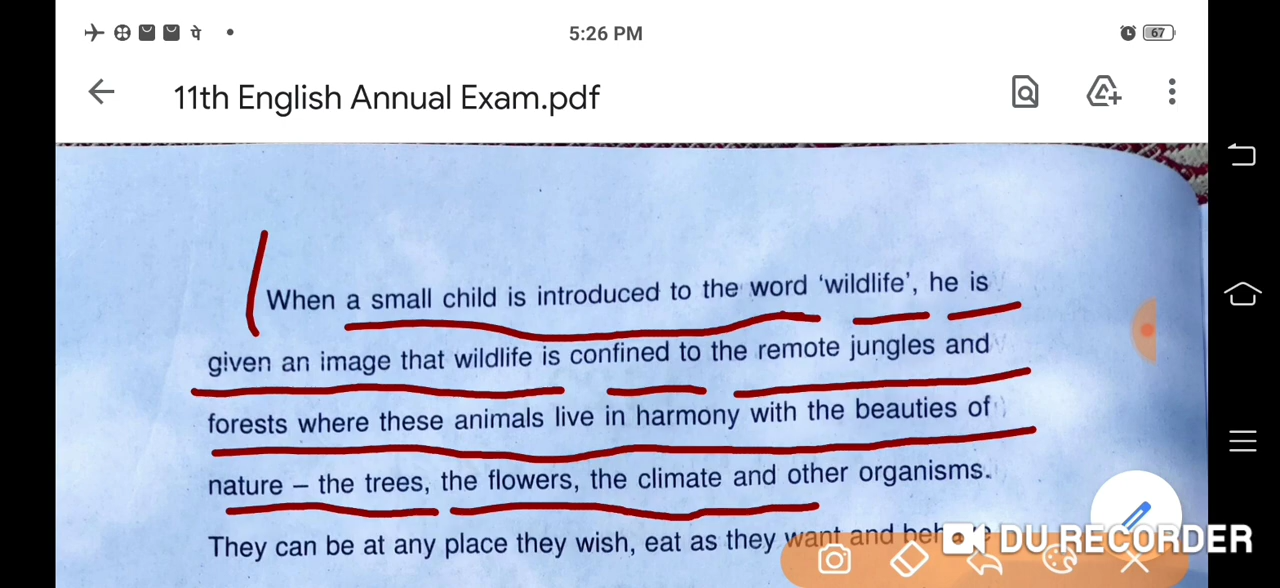 पे 5:26 PM 67
11th English Annual Exam.pdf
When a small child is introduced to the word ‘wildlife’, he is
given an image that wildlife is confined to the remote jungles and
forests where these animals live in harmony with the beauties of
nature – the trees, the flowers, the climate and other organisms.
They can be at any place they wish, eat as they want and
DU RECORDER